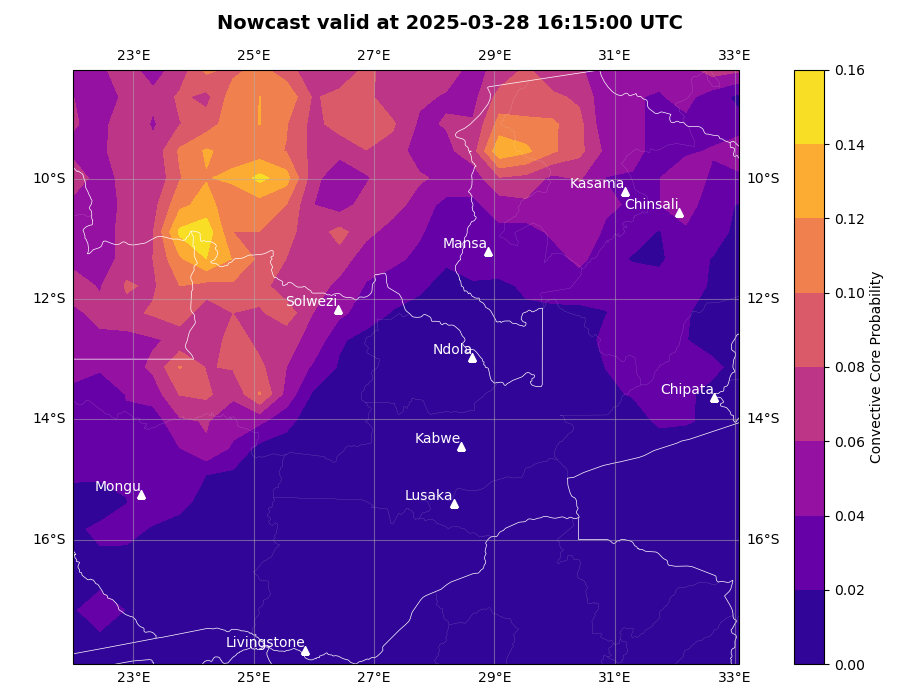 Nowcast valid at 2025-03-28 16:15:00 UTC
23°E 25°E 27°E 29°E 31°E 33°E
0.16
0.14
10°S Kasama 10°S
Chinsali
0.12
Mansa
12°S Solwezi 12°S
0.10
Ndola
0.08
Chipata
14°S 14°S
Kabwe
0.06
Mongu
Lusaka
0.04
16°S 16°S
0.02
Livingstone
0.00
23°E 25°E 27°E 29°E 31°E 33°E
Convective Core Probability